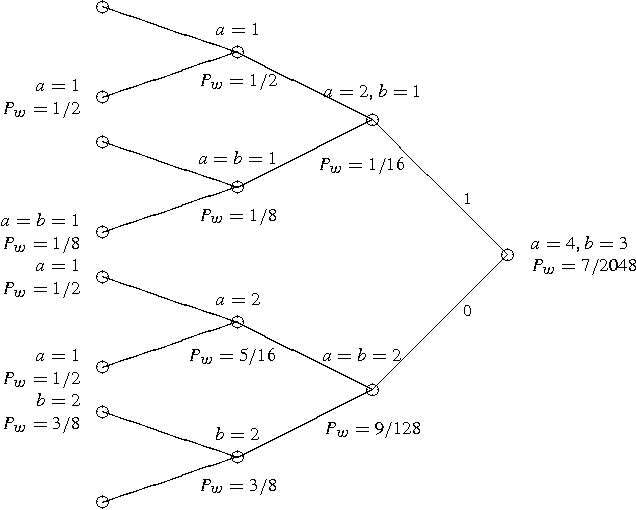 a = 1
a = 1
P_w = 1/2
P_w = 1/2
a = 2, b = 1
a = b = 1
P_w = 1/16
P_w = 1/8
1
a = b = 1
P_w = 1/8
a = 4, b = 3
P_w = 7/2048
a = 1
P_w = 1/2
a = 2
0
P_w = 5/16
a = b = 2
a = 1
P_w = 1/2
b = 2
P_w = 3/8
P_w = 9/128
b = 2
P_w = 3/8